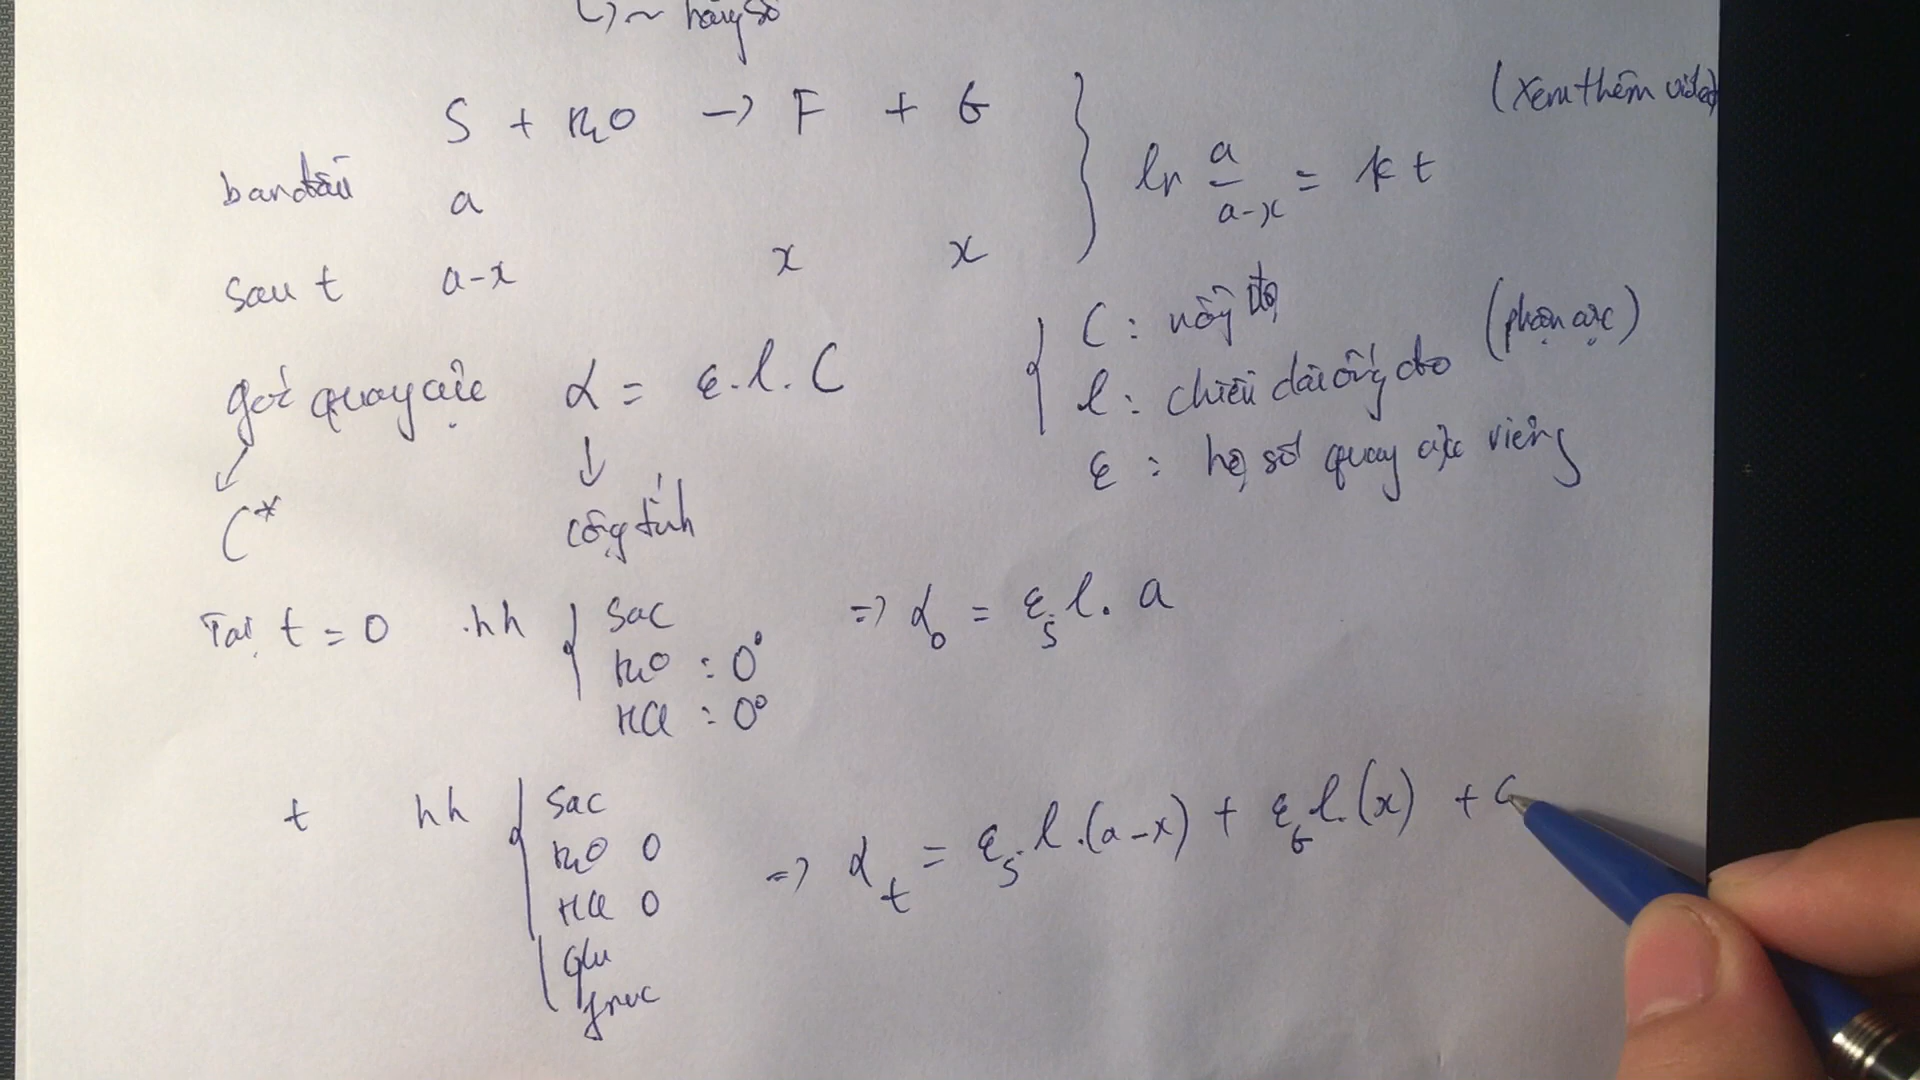 ~ hằng số
(xem thêm video)
S + H2O -> F + G
ln a/(a-x) = kt
ban đầu a
sau t a-x x x
góc quay cực α = ε.l.C
C: nồng độ
l: chiều dài ống đo (phân cực)
ε: hệ số quay cực riêng
C*
cộng tính
Tại t = 0 hh { Sac
H2O : 0°
HCl : 0°
=> α0 = εS l. a
t hh { Sac
H2O 0
HCl 0
Glu
fruc
=> αt = εS.l.(a-x) + εG l.(x) +